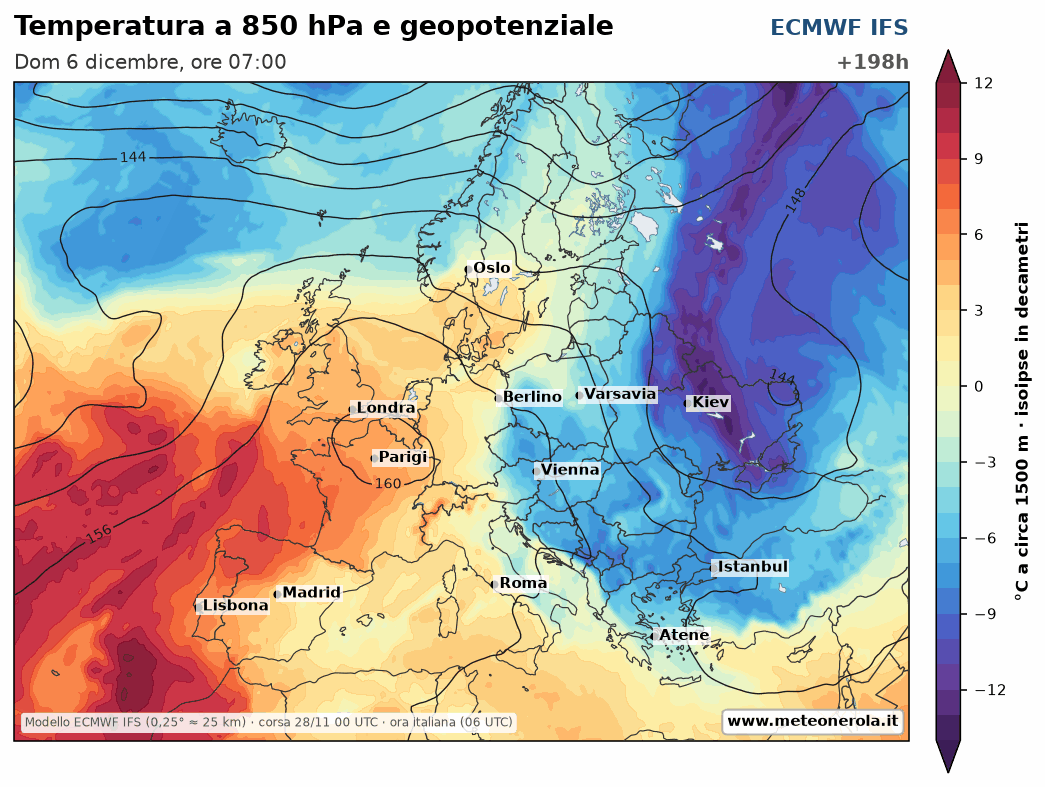 Temperatura a 850 hPa e geopotenziale
ECMWF IFS
Dom 6 dicembre, ore 07:00
+198h
144
148
Oslo
144
Berlino
Varsavia
Kiev
Londra
Parigi
Vienna
160
156
Istanbul
Roma
Madrid
Lisbona
Atene
Modello ECMWF IFS (0,25° ≈ 25 km) · corsa 28/11 00 UTC · ora italiana (06 UTC)
www.meteonerola.it
12
9
6
3
0
−3
−6
−9
−12
°C a circa 1500 m · isoipse in decametri